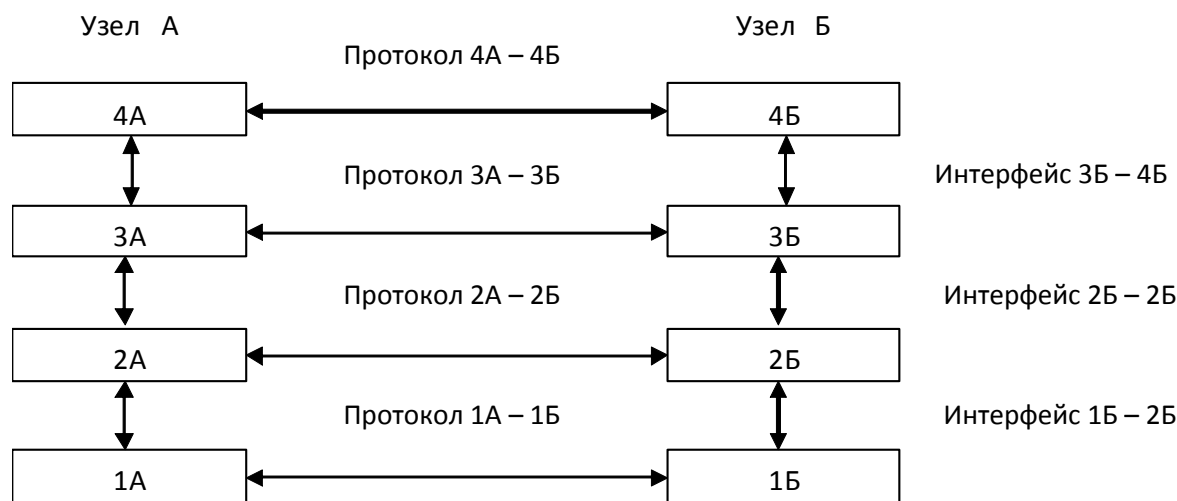 Узел А
Узел Б
Протокол 4А – 4Б
4А
4Б
Протокол 3А – 3Б
Интерфейс 3Б – 4Б
3А
3Б
Протокол 2А – 2Б
Интерфейс 2Б – 2Б
2А
2Б
Протокол 1А – 1Б
Интерфейс 1Б – 2Б
1А
1Б